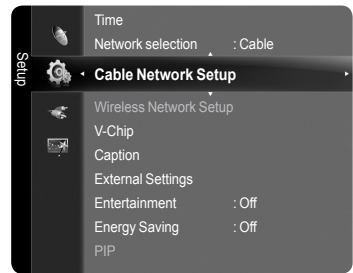 Setup
Time
Network selection : Cable
Cable Network Setup
Wireless Network Setup
V-Chip
Caption
External Settings
Entertainment : Off
Energy Saving : Off
PIP